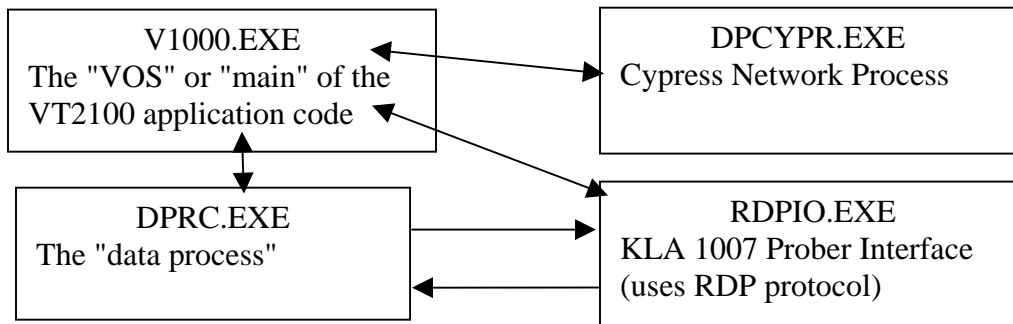 V1000.EXE
The "VOS" or "main" of the
VT2100 application code
DPCYPR.EXE
Cypress Network Process
DPRC.EXE
The "data process"
RDPIO.EXE
KLA 1007 Prober Interface
(uses RDP protocol)